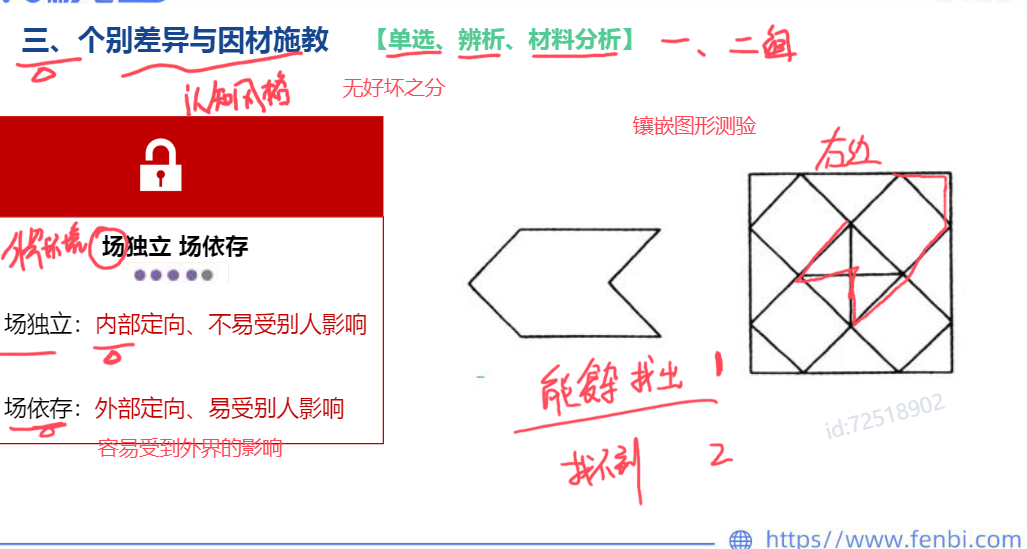 三、个别差异与因材施教 【单选、辨析、材料分析】 一、二问
认知风格
无好坏之分
镶嵌图形测验
右边
外环境
场独立 场依存
场独立：内部定向、不易受别人影响
场依存：外部定向、易受别人影响
容易受到外界的影响
能复杂找出 1
找不到 2
id:72518902
https//www.fenbi.com